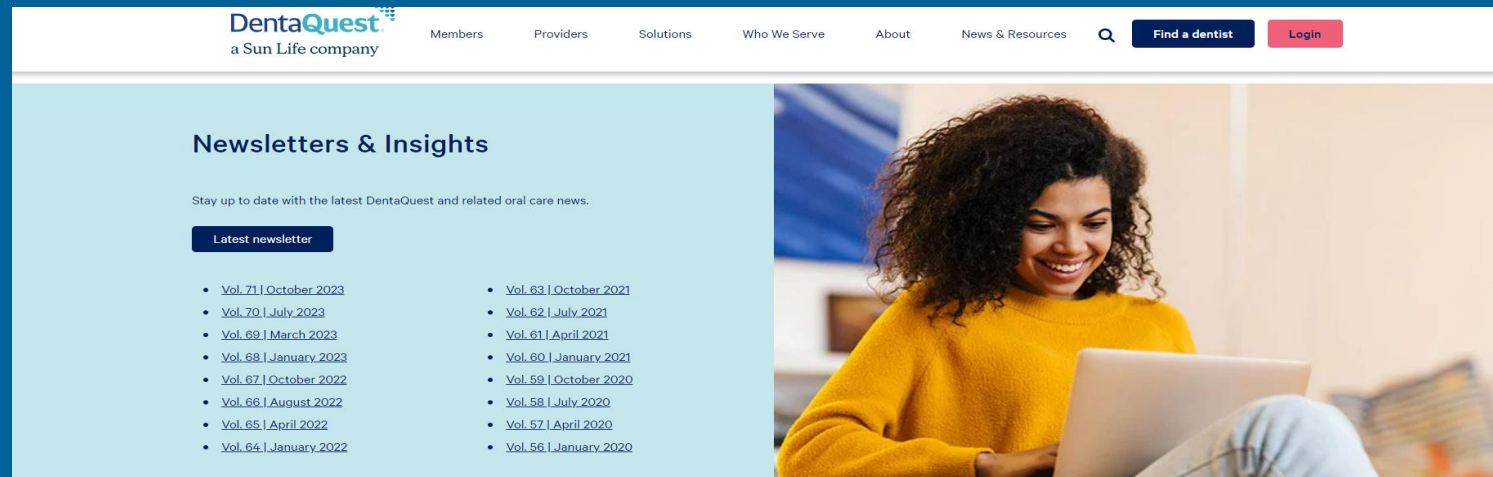 DentaQuest.
a Sun Life company
Members
Providers
Solutions
Who We Serve
About
News & Resources
Find a dentist
Login
Newsletters & Insights
Stay up to date with the latest DentaQuest and related oral care news.
Latest newsletter
Vol. 71 | October 2023
Vol. 70 | July 2023
Vol. 69 | March 2023
Vol. 68 | January 2023
Vol. 67 | October 2022
Vol. 66 | August 2022
Vol. 65 | April 2022
Vol. 64 | January 2022
Vol. 63 | October 2021
Vol. 62 | July 2021
Vol. 61 | April 2021
Vol. 60 | January 2021
Vol. 59 | October 2020
Vol. 58 | July 2020
Vol. 57 | April 2020
Vol. 56 | January 2020